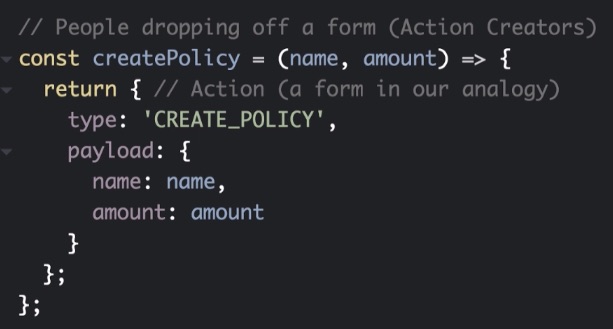 // People dropping off a form (Action Creators)
const createPolicy = (name, amount) => {
  return { // Action (a form in our analogy)
    type: 'CREATE_POLICY',
    payload: {
      name: name,
      amount: amount
    }
  };
};